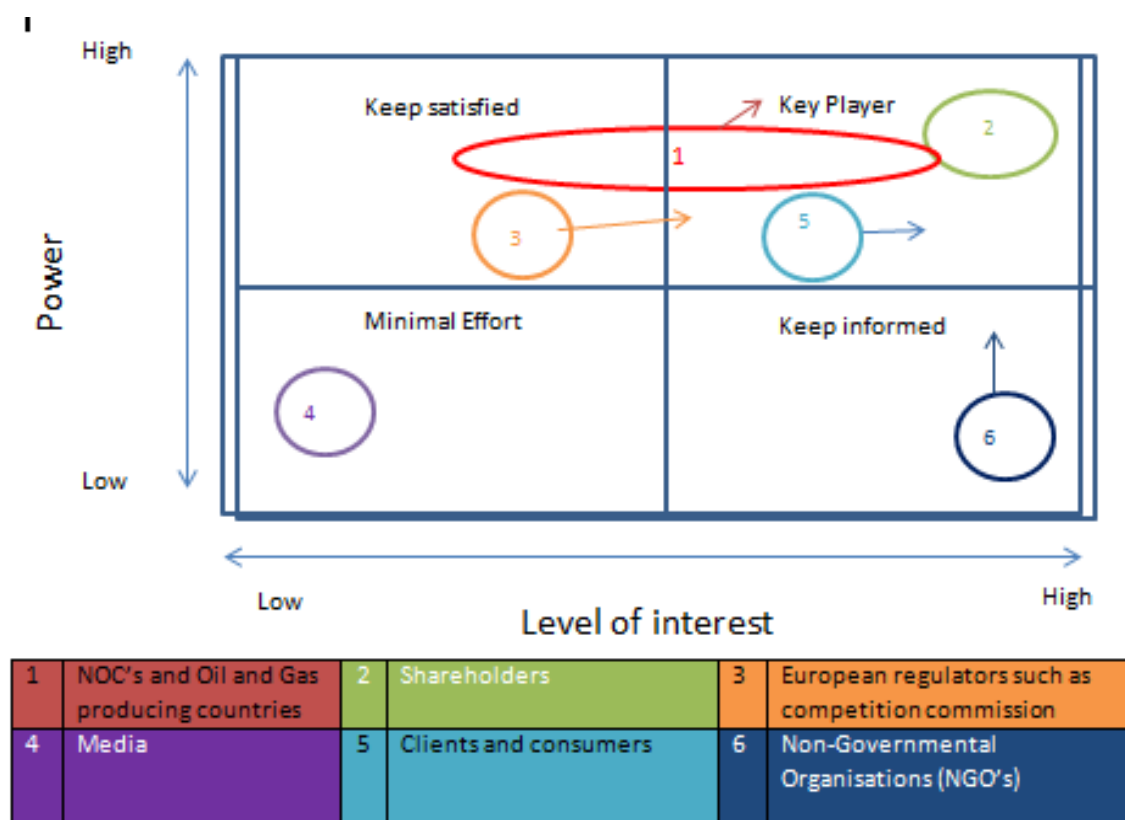 High
Keep satisfied
Key Player
2
1
3
5
Power
Minimal Effort
Keep informed
4
6
Low
Low
High
Level of interest
1 NOC's and Oil and Gas producing countries
2 Shareholders
3 European regulators such as competition commission
4 Media
5 Clients and consumers
6 Non-Governmental Organisations (NGO's)